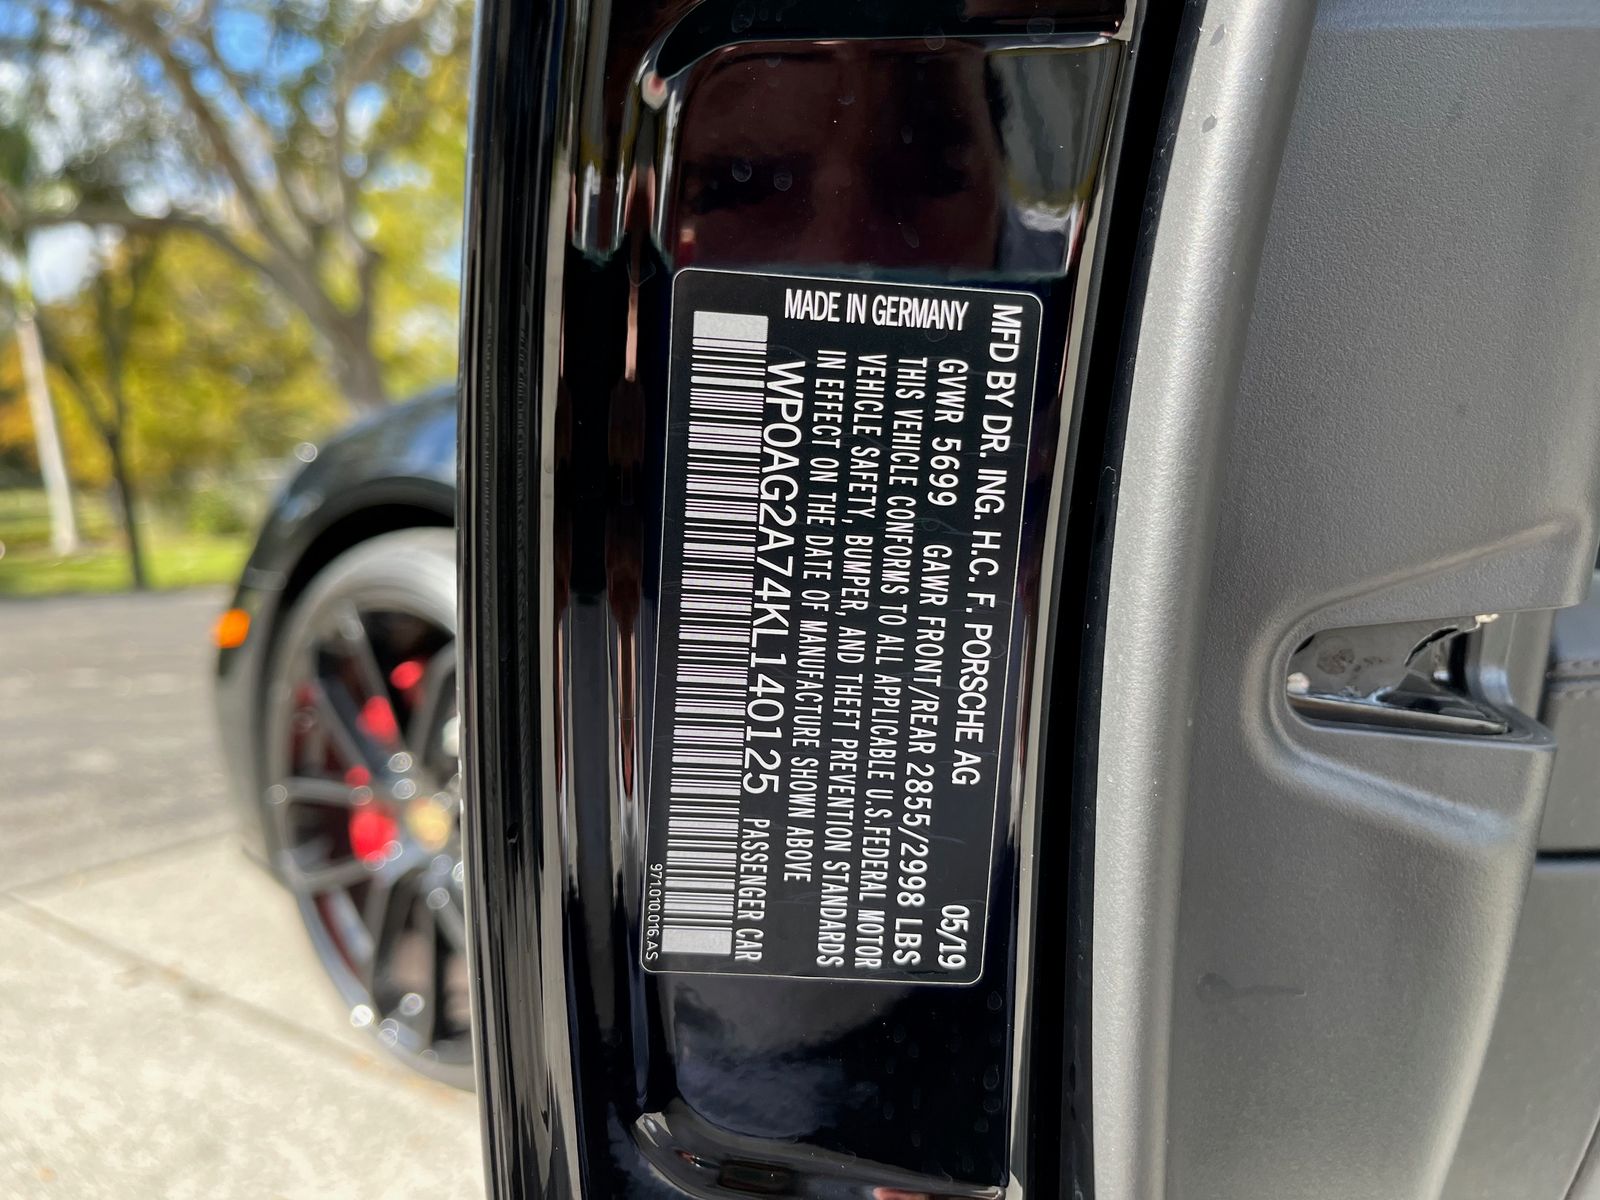 MFD BY DR. ING. H.C. F. PORSCHE AG
GVWR 5699 GAWR FRONT/REAR 2855/2998 LBS 05/19
THIS VEHICLE CONFORMS TO ALL APPLICABLE U.S.FEDERAL MOTOR
VEHICLE SAFETY, BUMPER, AND THEFT PREVENTION STANDARDS
IN EFFECT ON THE DATE OF MANUFACTURE SHOWN ABOVE
WP0AG2A74KL140125 PASSENGER CAR
971.010.016.AS
MADE IN GERMANY